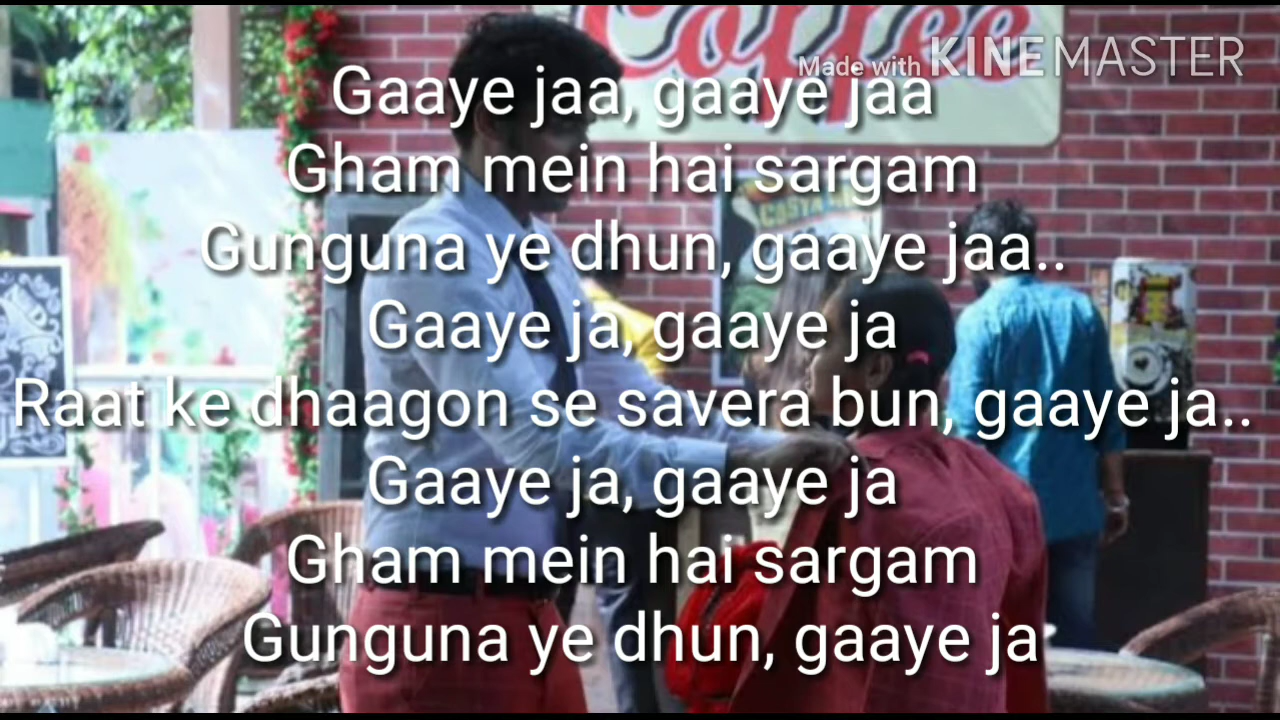 Coffee
Made with KINEMASTER
Gaaye jaa, gaaye jaa
Gham mein hai sargam
Gunguna ye dhun, gaaye jaa..
Gaaye ja, gaaye ja
Raat ke dhaagon se savera bun, gaaye ja..
Gaaye ja, gaaye ja
Gham mein hai sargam
Gunguna ye dhun, gaaye ja